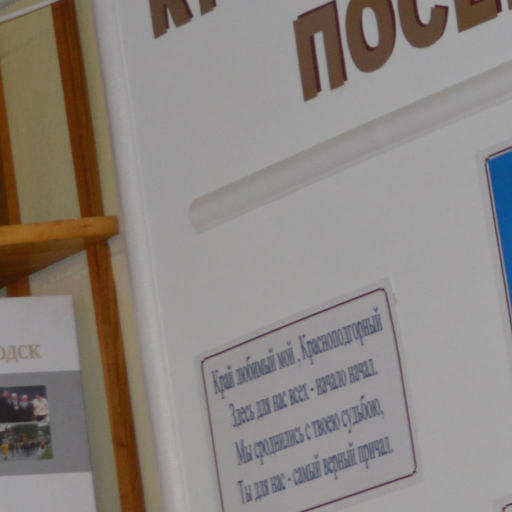 ПОСЕ
ОДСК
Край любимый мой, Красноподгорный
Здесь для нас всех - начало начал.
Мы сроднились с твоею судьбою,
Ты для нас - самый верный причал.